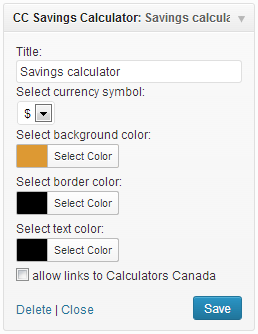 CC Savings Calculator: Savings calcula
Title:
Savings calculator
Select currency symbol:
$
Select background color:
Select Color
Select border color:
Select Color
Select text color:
Select Color
allow links to Calculators Canada
Delete | Close
Save